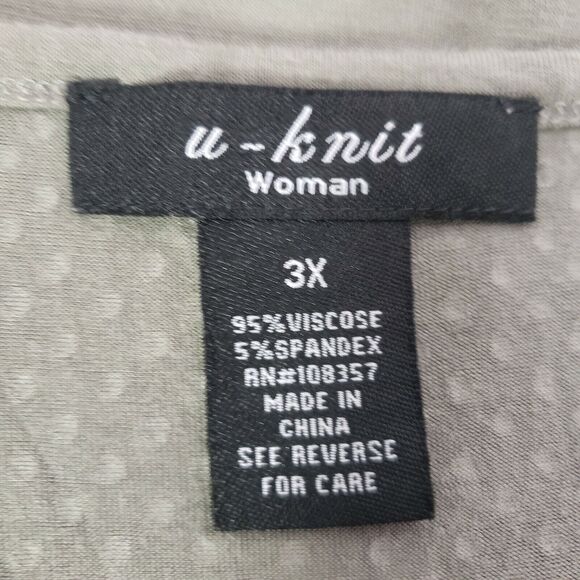 u-knit
Woman
3X
95%VISCOSE
5%SPANDEX
RN#108357
MADE IN
CHINA
SEE REVERSE
FOR CARE